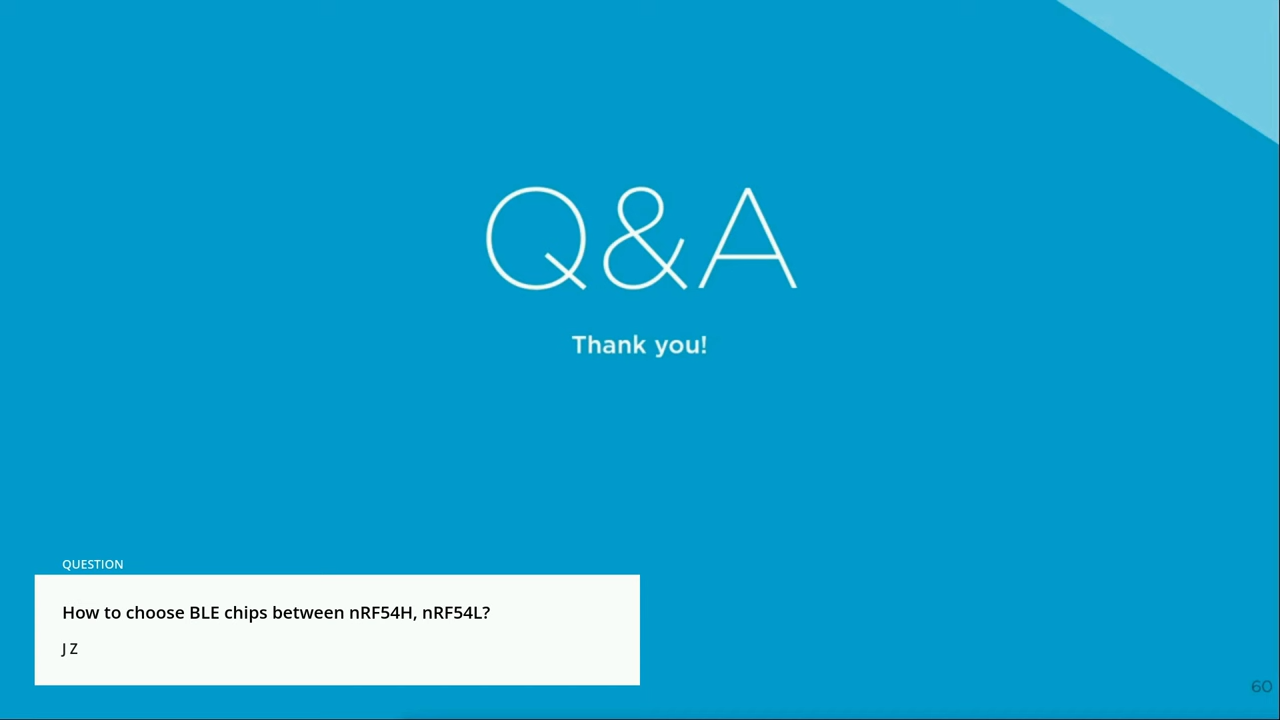 Q&A
Thank you!
QUESTION
How to choose BLE chips between nRF54H, nRF54L?
J Z
60